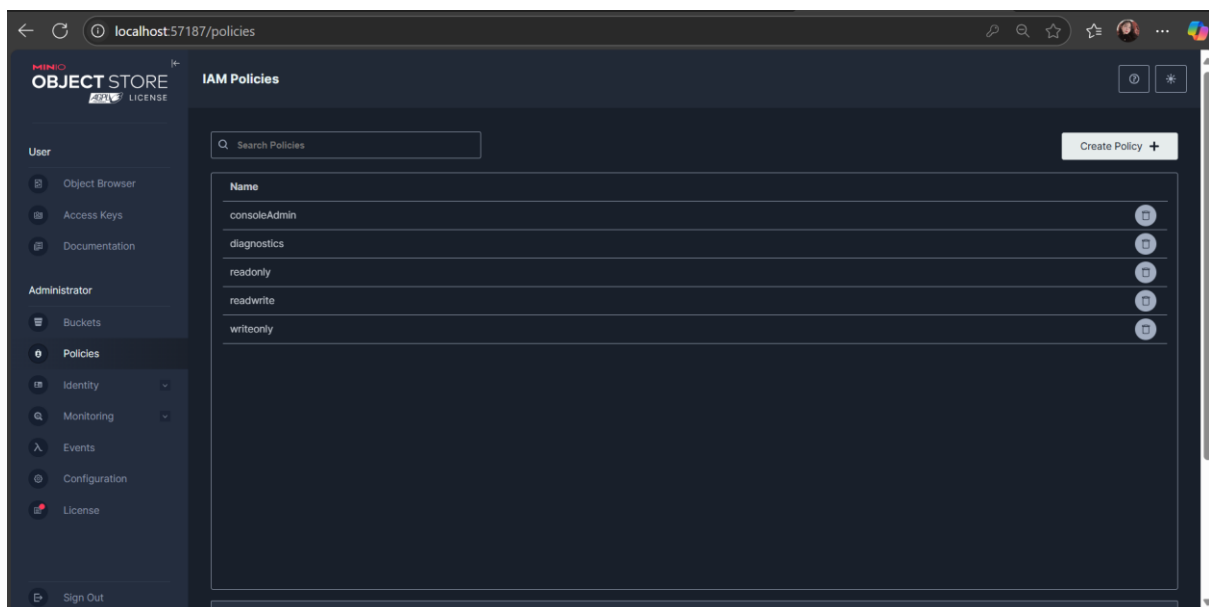 localhost:57187/policies
MINIO
OBJECT STORE
AGPLv3 LICENSE
User
Object Browser
Access Keys
Documentation
Administrator
Buckets
Policies
Identity
Monitoring
Events
Configuration
License
Sign Out
IAM Policies
Search Policies
Create Policy +
Name
consoleAdmin
diagnostics
readonly
readwrite
writeonly